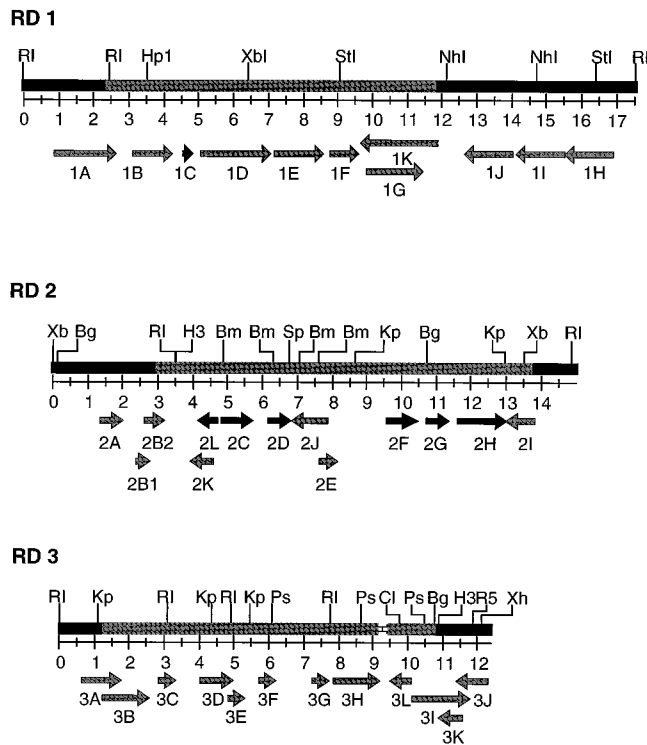 RD 1
RI RI Hp1 XbI StI NhI NhI StI RI
0 1 2 3 4 5 6 7 8 9 10 11 12 13 14 15 16 17
1K
1A 1B 1C 1D 1E 1F 1G 1J 1I 1H
RD 2
Xb Bg RI H3 Bm Bm Sp Bm Bm Kp Bg Kp Xb RI
0 1 2 3 4 5 6 7 8 9 10 11 12 13 14
2A 2B2 2L 2C 2D 2J 2F 2G 2H 2I
2B1 2K 2E
RD 3
RI Kp RI Kp RI Kp Ps RI Ps Cl Ps Bg H3 R5 Xh
0 1 2 3 4 5 6 7 8 9 10 11 12
3A 3C 3D 3F 3G 3H 3L 3J
3B 3E 3I
3K